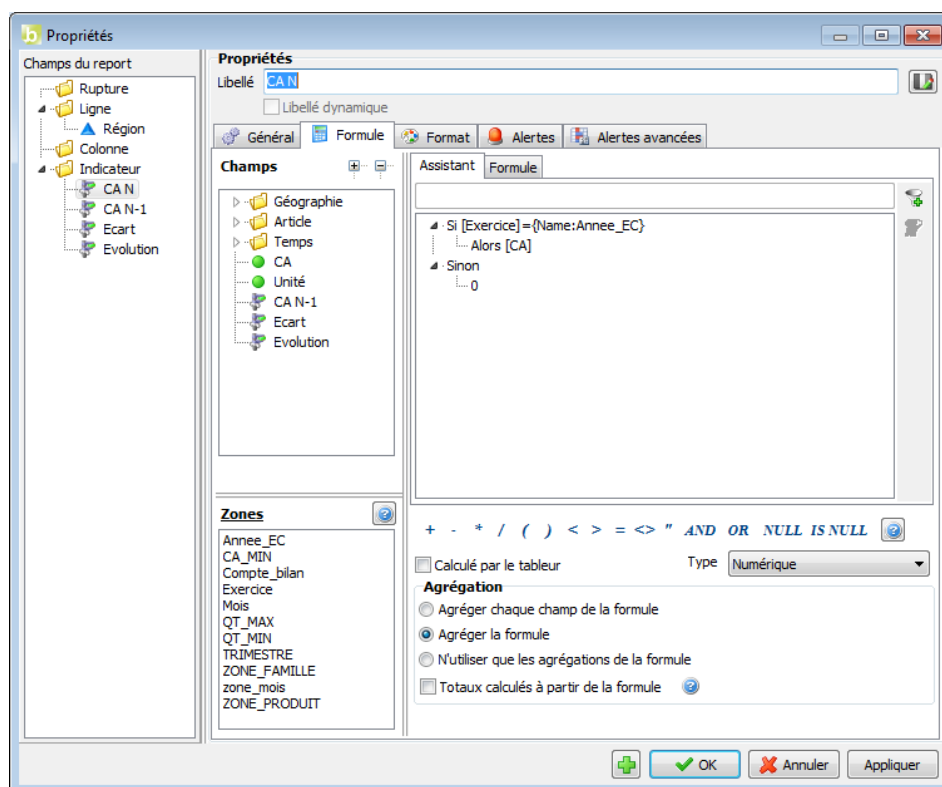 Propriétés
Champs du report
Rupture
Ligne
Région
Colonne
Indicateur
CA N
CA N-1
Ecart
Evolution
Propriétés
Libellé CA N
Libellé dynamique
Général Formule Format Alertes Alertes avancées
Champs
Géographie
Article
Temps
CA
Unité
CA N-1
Ecart
Evolution
Zones
Annee_EC
CA_MIN
Compte_bilan
Exercice
Mois
QT_MAX
QT_MIN
TRIMESTRE
ZONE_FAMILLE
zone_mois
ZONE_PRODUIT
Assistant Formule
Si [Exercice]={Name:Annee_EC}
Alors [CA]
Sinon
0
+ - * / ( ) < > = <> " AND OR NULL IS NULL
Calculé par le tableur Type Numérique
Agrégation
Agréger chaque champ de la formule
Agréger la formule
N'utiliser que les agrégations de la formule
Totaux calculés à partir de la formule
OK Annuler Appliquer